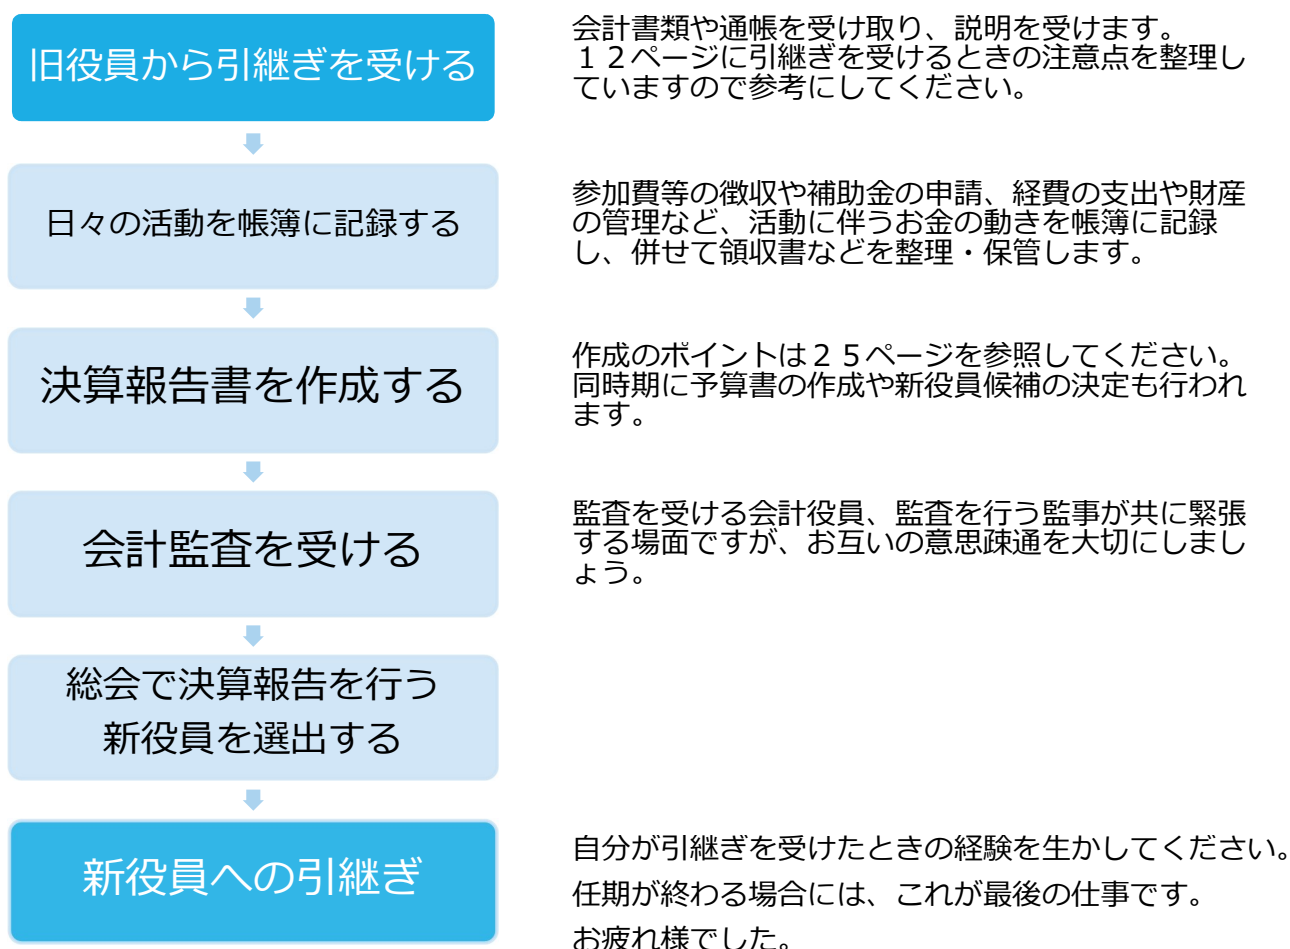 旧役員から引継ぎを受ける
会計書類や通帳を受け取り、説明を受けます。
１２ページに引継ぎを受けるときの注意点を整理し
ていますので参考にしてください。
日々の活動を帳簿に記録する
参加費等の徴収や補助金の申請、経費の支出や財産
の管理など、活動に伴うお金の動きを帳簿に記録
し、併せて領収書などを整理・保管します。
決算報告書を作成する
作成のポイントは２５ページを参照してください。
同時期に予算書の作成や新役員候補の決定も行われ
ます。
会計監査を受ける
監査を受ける会計役員、監査を行う監事が共に緊張
する場面ですが、お互いの意思疎通を大切にしまし
ょう。
総会で決算報告を行う
新役員を選出する
新役員への引継ぎ
自分が引継ぎを受けたときの経験を生かしてください。
任期が終わる場合には、これが最後の仕事です。
お疲れ様でした。